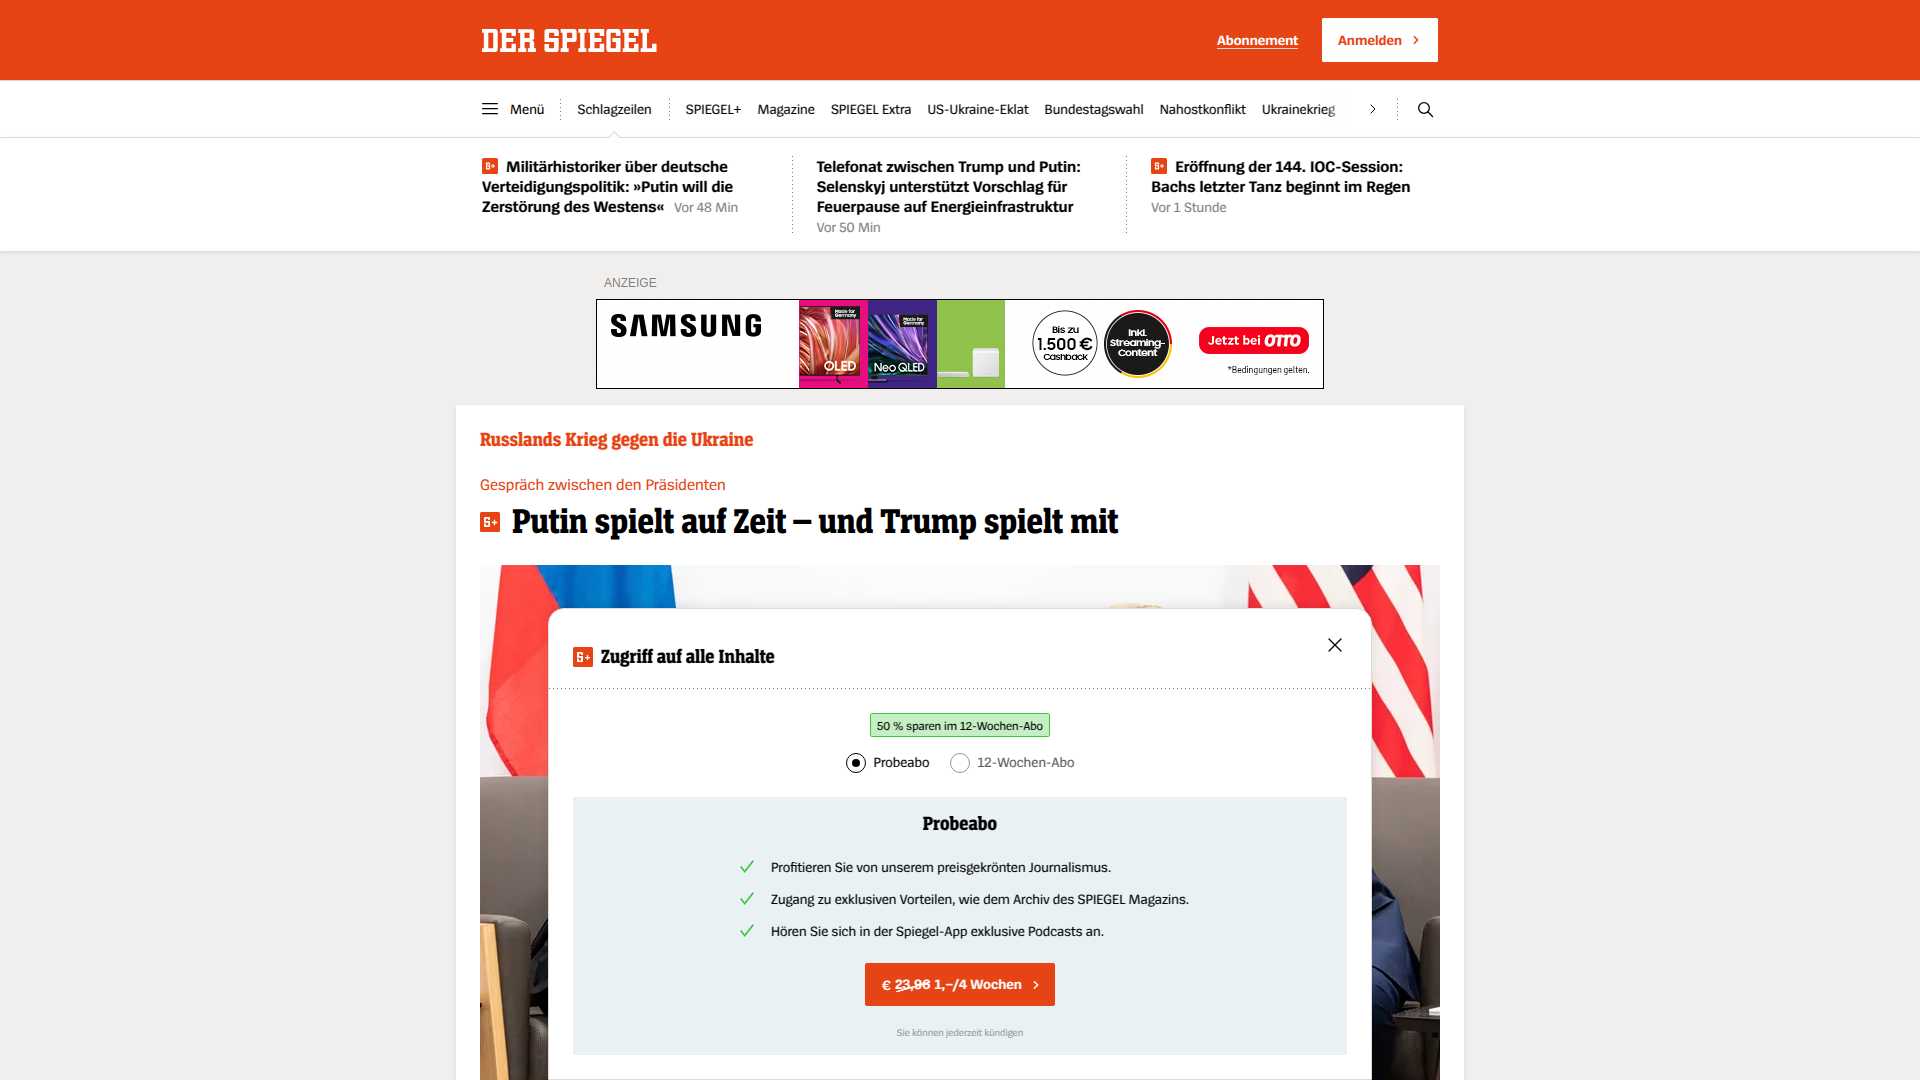 DER SPIEGEL
Abonnement
Anmelden
Menü
Schlagzeilen
SPIEGEL+
Magazine
SPIEGEL Extra
US-Ukraine-Eklat
Bundestagswahl
Nahostkonflikt
Ukrainekrieg
Militärhistoriker über deutsche
Verteidigungspolitik: »Putin will die
Zerstörung des Westens« Vor 48 Min
Telefonat zwischen Trump und Putin:
Selenskyj unterstützt Vorschlag für
Feuerpause auf Energieinfrastruktur
Vor 50 Min
Eröffnung der 144. IOC-Session:
Bachs letzter Tanz beginnt im Regen
Vor 1 Stunde
ANZEIGE
SAMSUNG
Made for
Germany
OLED
Made for
Germany
Neo QLED
Bis zu
1.500 €
Cashback
Inkl.
Streaming-
Content
Jetzt bei OTTO
*Bedingungen gelten.
Russlands Krieg gegen die Ukraine
Gespräch zwischen den Präsidenten
Putin spielt auf Zeit – und Trump spielt mit
Zugriff auf alle Inhalte
50 % sparen im 12-Wochen-Abo
Probeabo
12-Wochen-Abo
Probeabo
Profitieren Sie von unserem preisgekrönten Journalismus.
Zugang zu exklusiven Vorteilen, wie dem Archiv des SPIEGEL Magazins.
Hören Sie sich in der Spiegel-App exklusive Podcasts an.
€ 23,96 1,–/4 Wochen
Sie können jederzeit kündigen